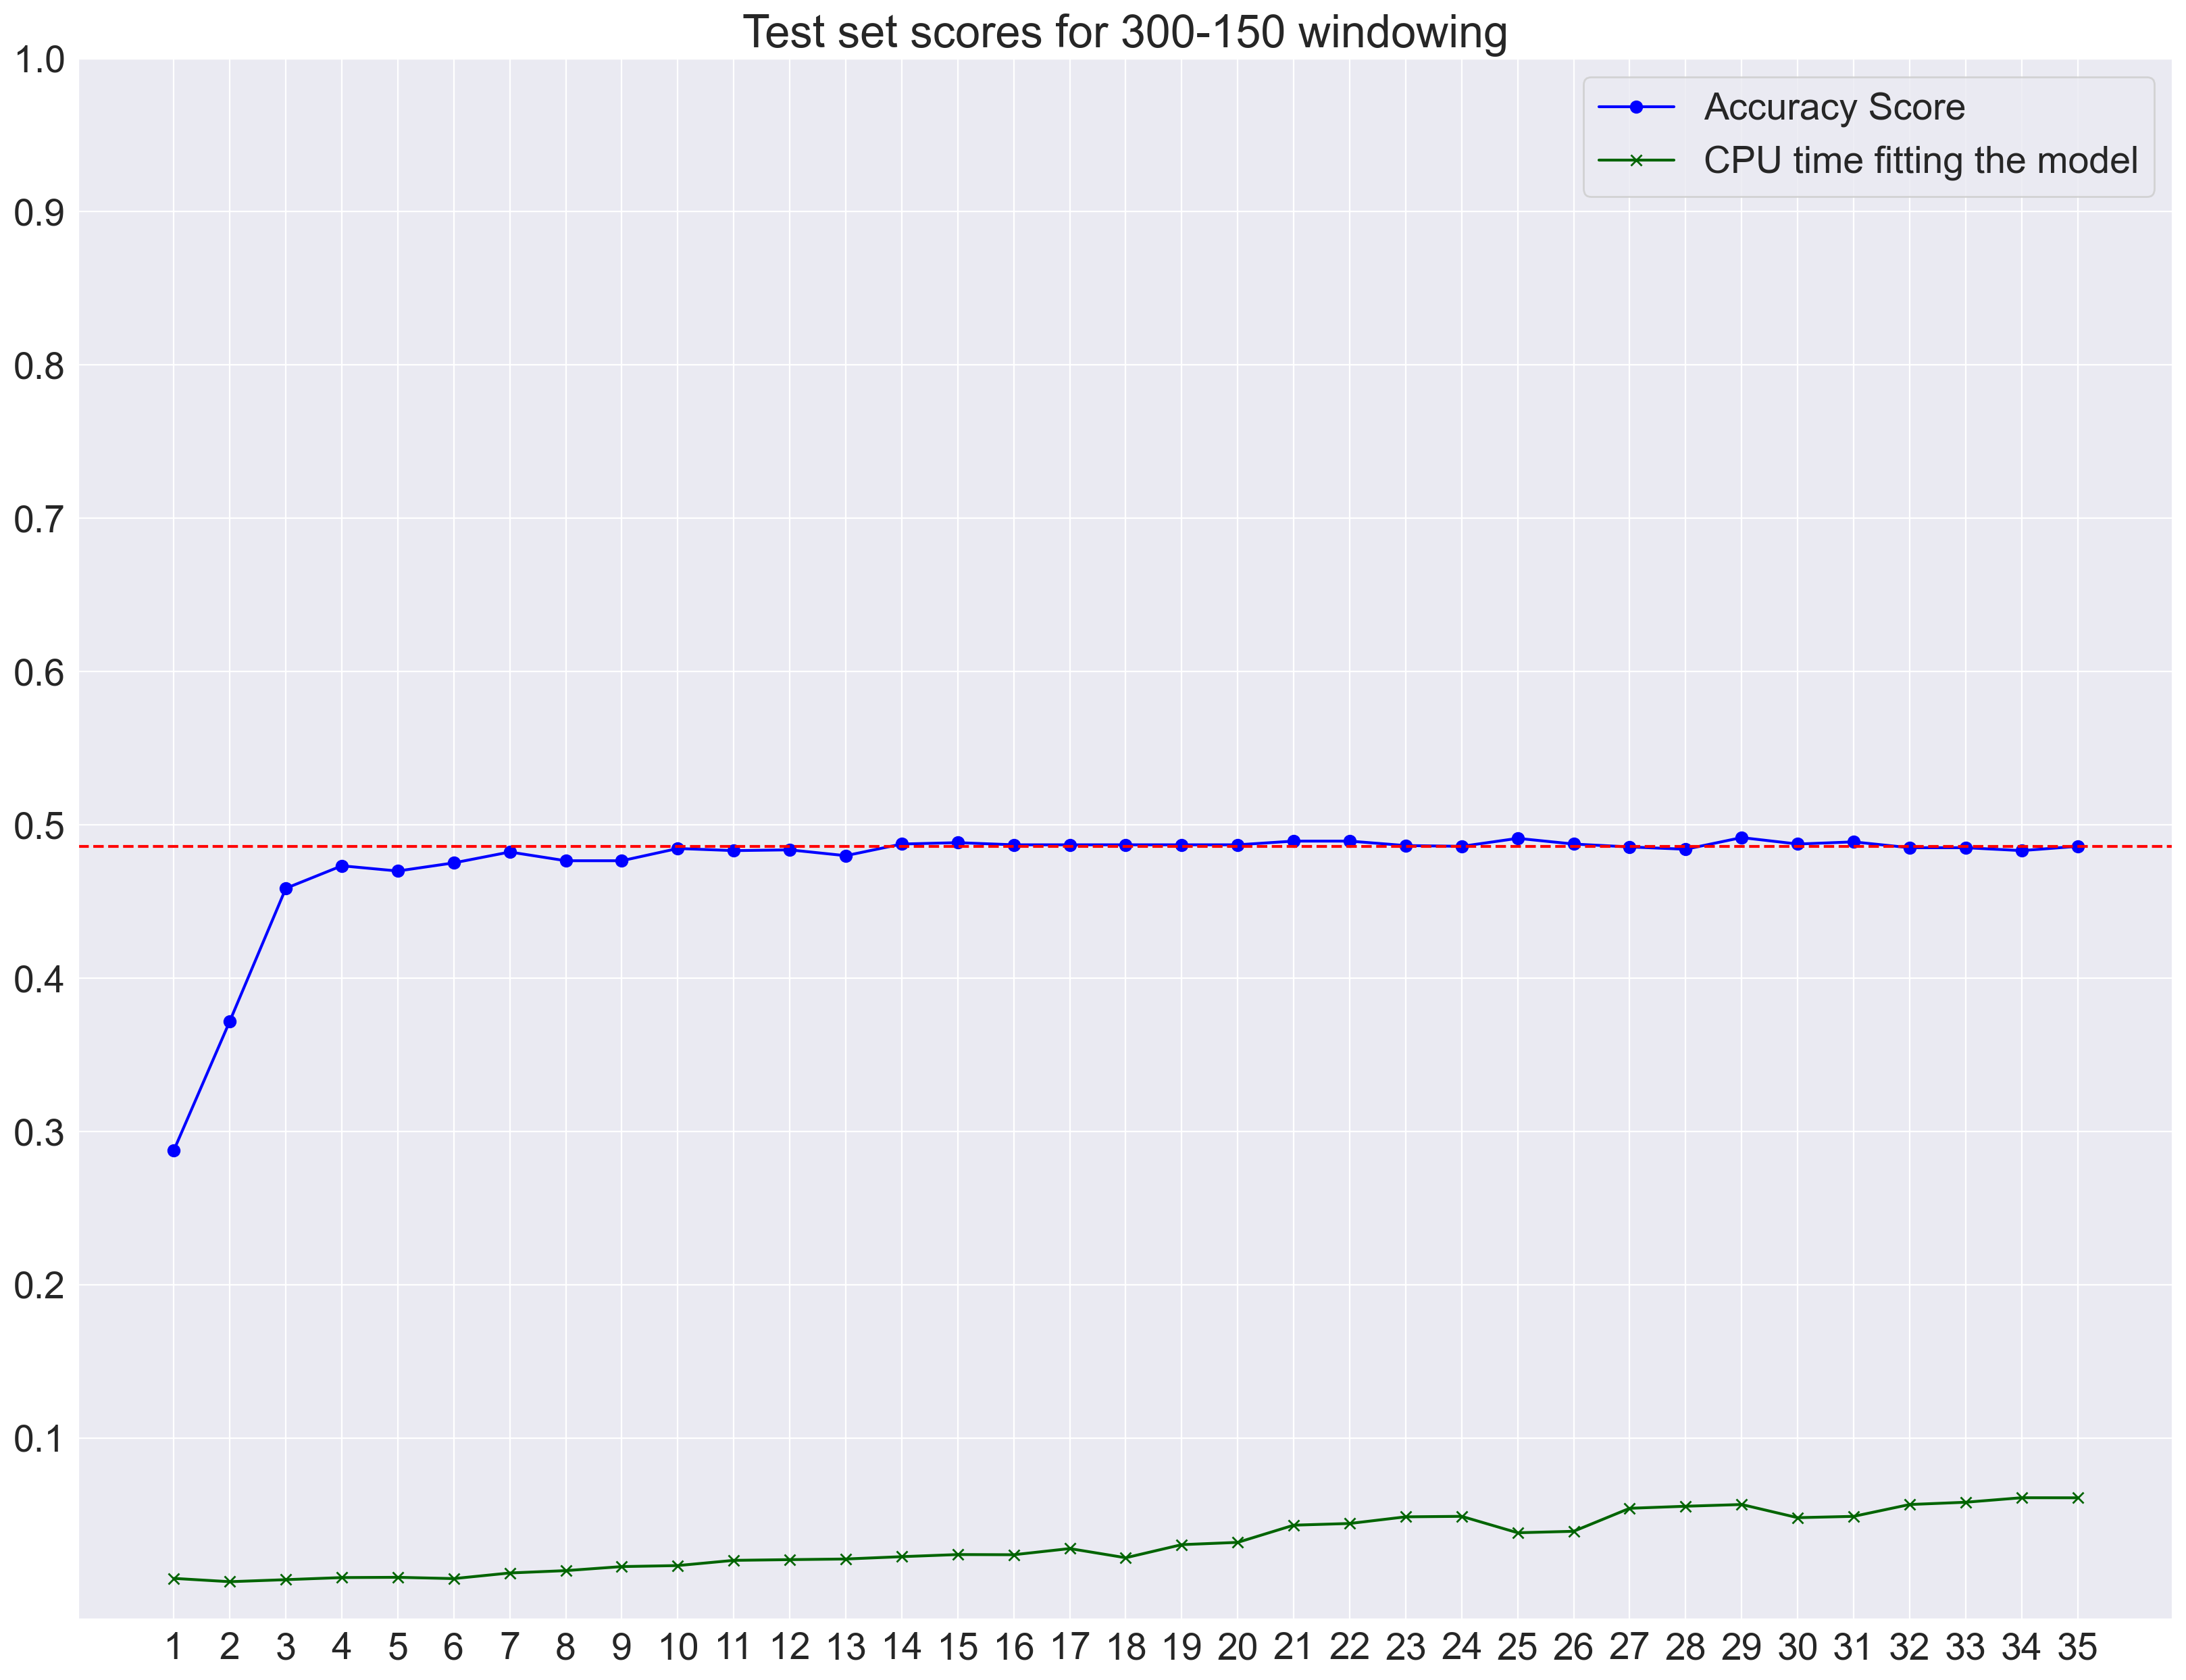 Test set scores for 300-150 windowing
Accuracy Score
CPU time fitting the model
1.0
0.9
0.8
0.7
0.6
0.5
0.4
0.3
0.2
0.1
1 2 3 4 5 6 7 8 9 10 11 12 13 14 15 16 17 18 19 20 21 22 23 24 25 26 27 28 29 30 31 32 33 34 35